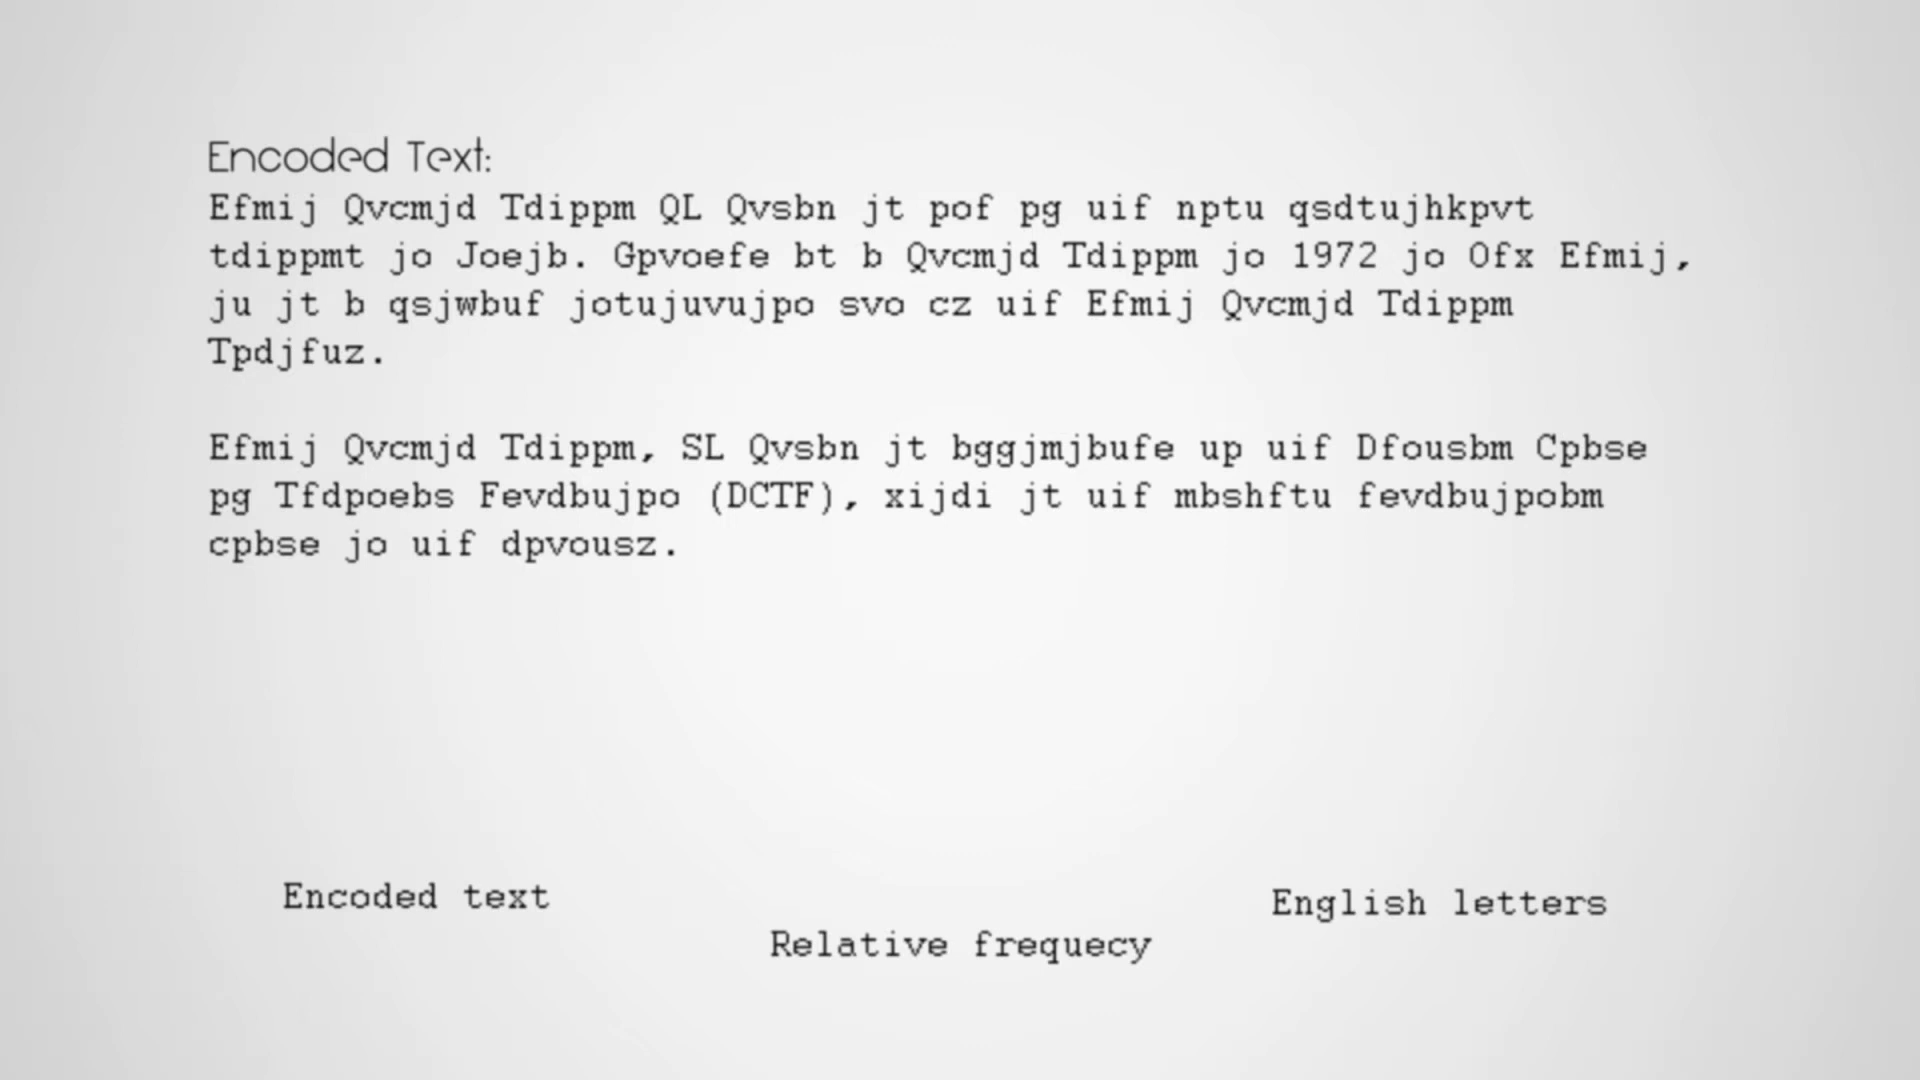 Encoded Text:
Efmij Qvcmjd Tdippm QL Qvsbn jt pof pg uif nptu qsdtujhkpvt
tdippmt jo Joejb. Gpvoefe bt b Qvcmjd Tdippm jo 1972 jo Ofx Efmij,
ju jt b qsjwbuf jotujuvujpo svo cz uif Efmij Qvcmjd Tdippm
Tpdjfuz.
Efmij Qvcmjd Tdippm, SL Qvsbn jt bggjmjbufe up uif Dfousbm Cpbse
pg Tfdpoebs Fevdbujpo (DCTF), xijdi jt uif mbshftu fevdbujpobm
cpbse jo uif dpvousz.
Encoded text
English letters
Relative frequecy